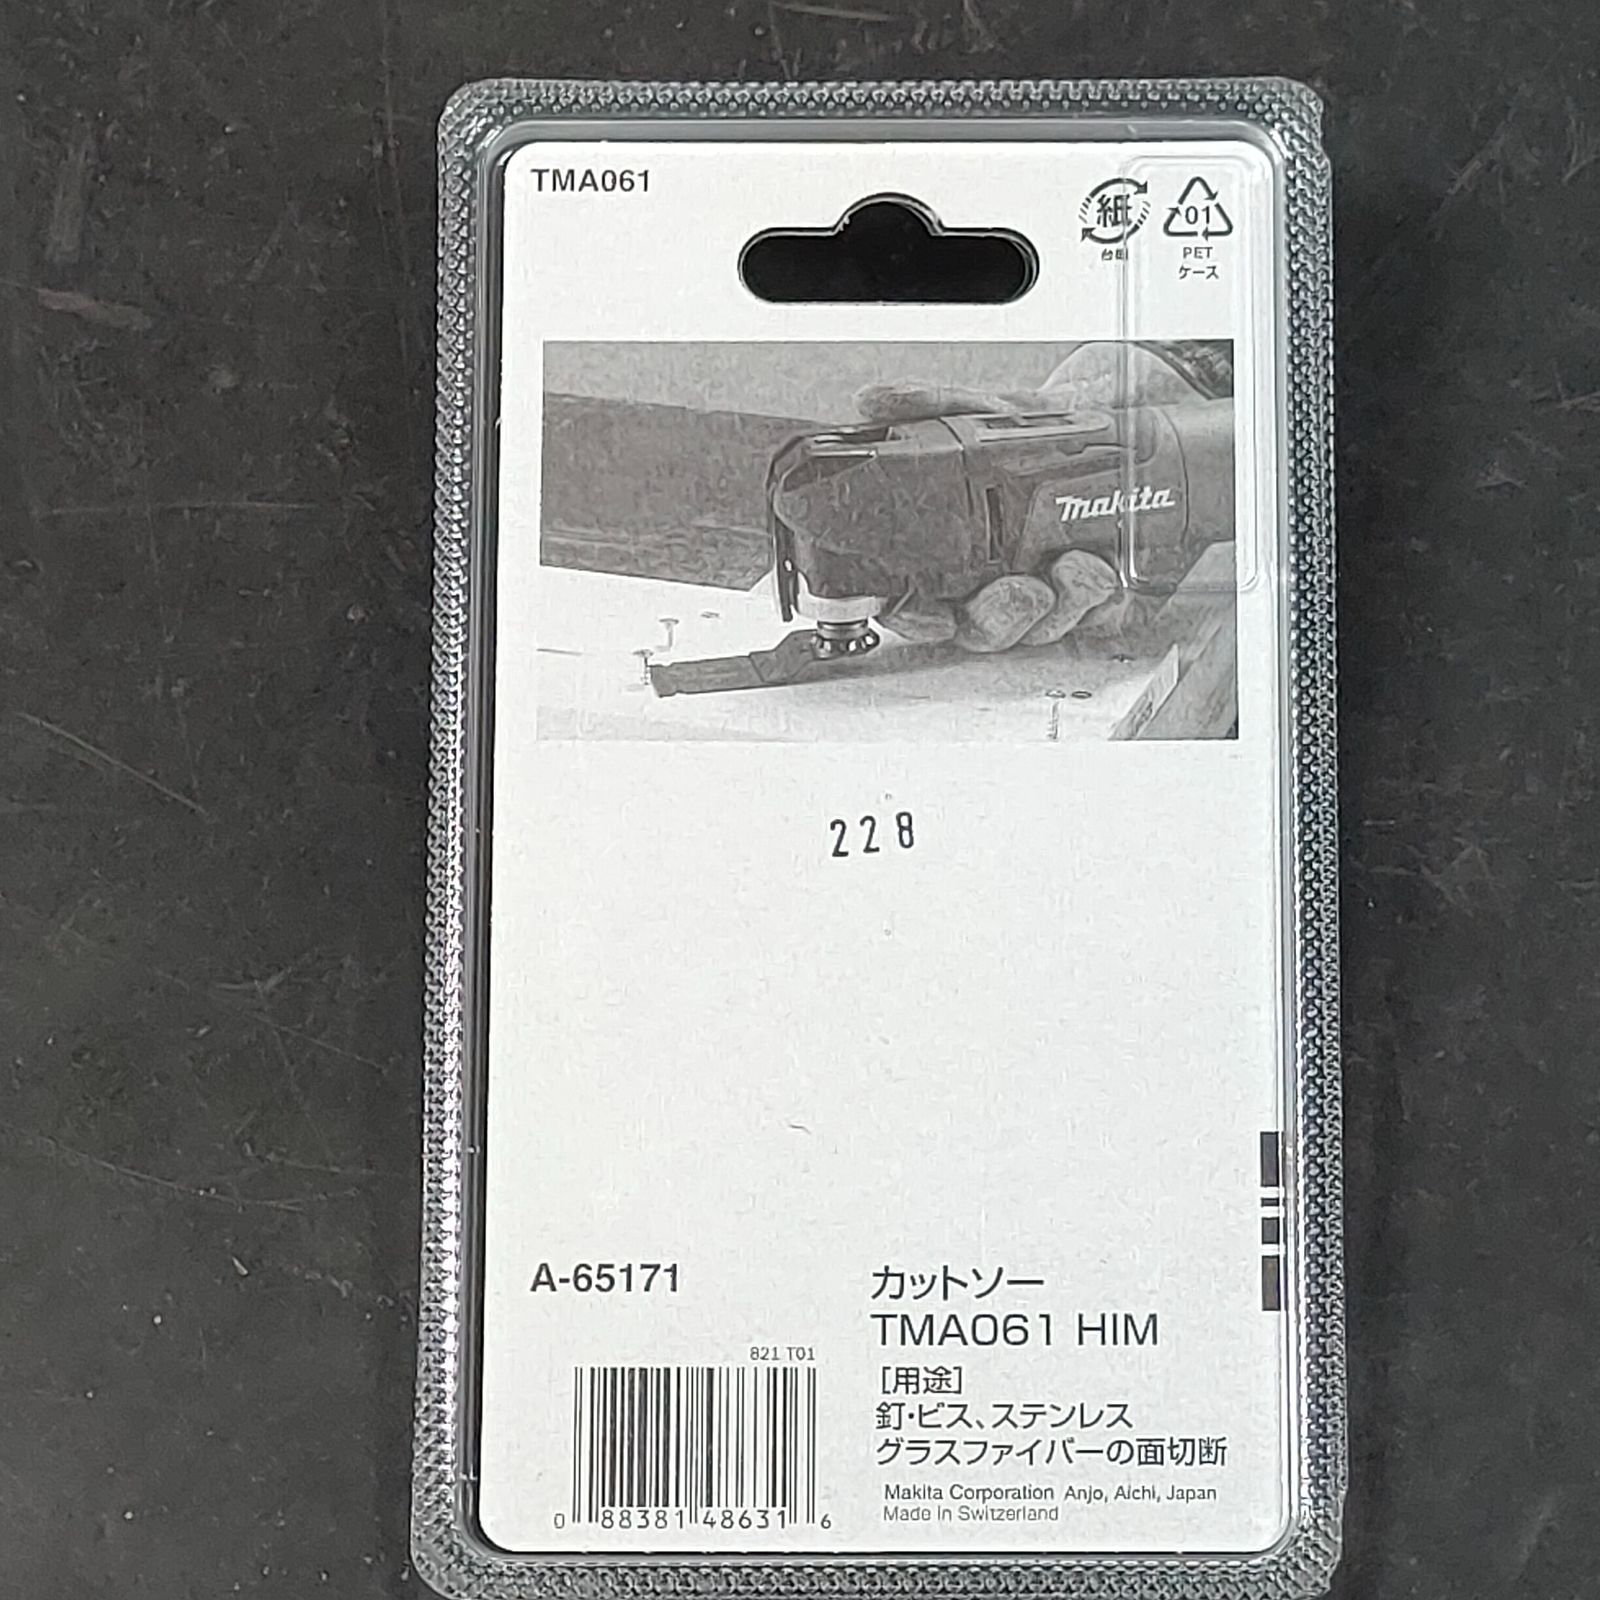 TMA061
紙
台紙
01
PET
ケース
makita
228
A-65171
821 T01
0 88381 48631 6
カットソー
TMA061 HIM
[用途]
釘・ビス、ステンレス
グラスファイバーの面切断
Makita Corporation Anjo, Aichi, Japan
Made in Switzerland